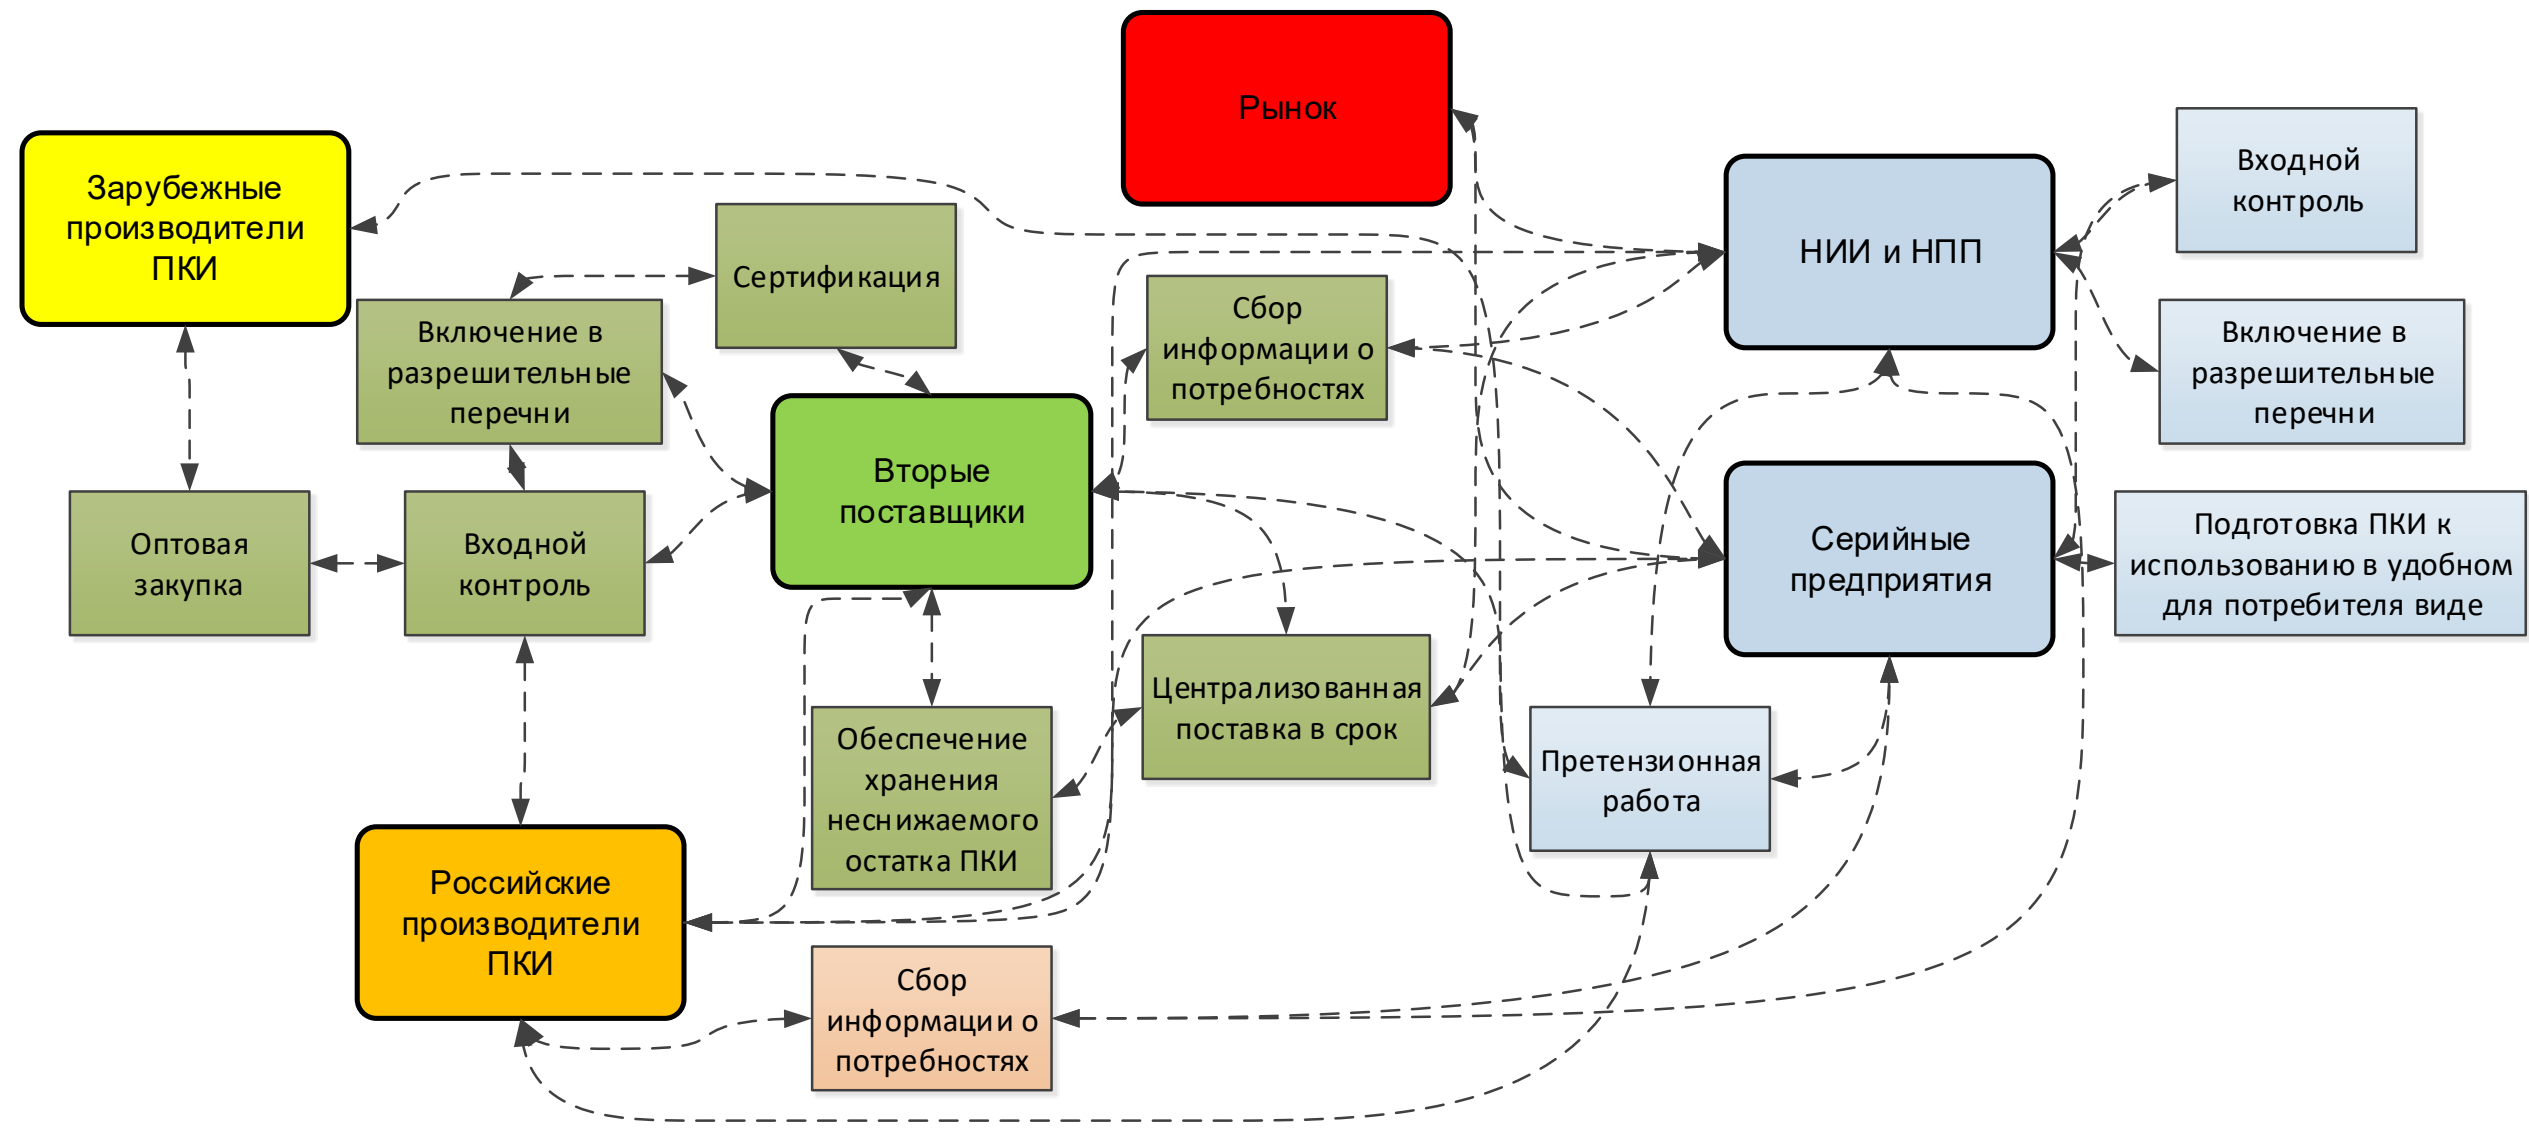 Рынок
Зарубежные
производители
ПКИ
Входной
контроль
НИИ и НПП
Сертификация
Включение в
разрешительные
перечни
Сбор
информации о
потребностях
Включение в
разрешительные
перечни
Вторые
поставщики
Оптовая
закупка
Входной
контроль
Серийные
предприятия
Подготовка ПКИ к
использованию в удобном
для потребителя виде
Обеспечение
хранения
неснижаемого
остатка ПКИ
Централизованная
поставка в срок
Претензионная
работа
Российские
производители
ПКИ
Сбор
информации о
потребностях